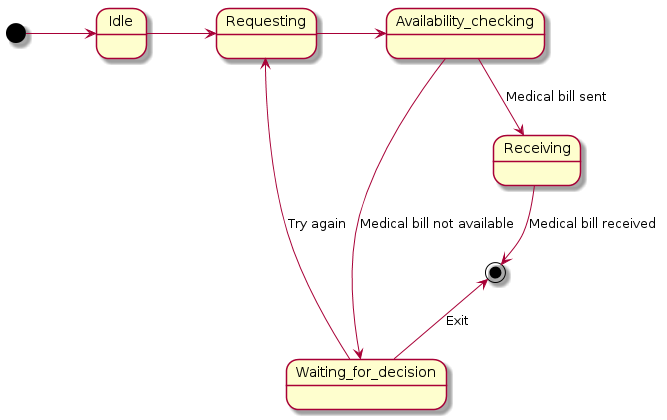 Idle
Requesting
Availability_checking
Medical bill sent
Receiving
Try again
Medical bill not available
Medical bill received
Exit
Waiting_for_decision